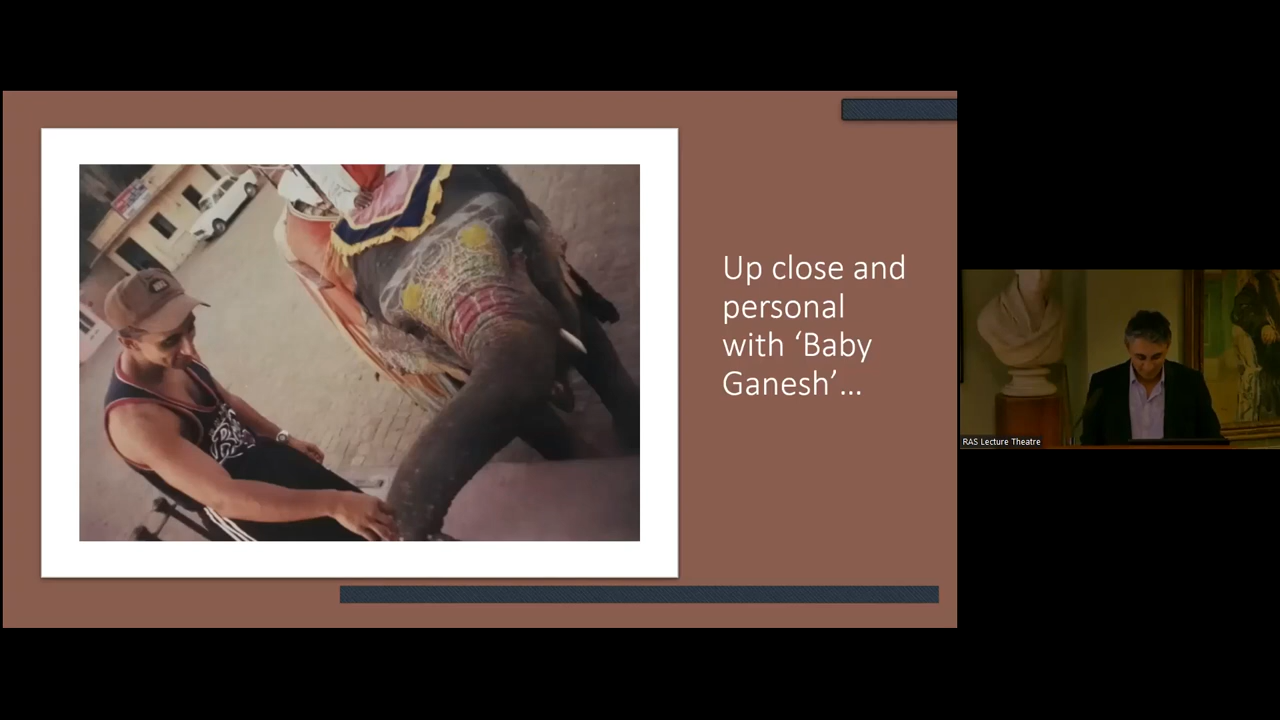 Up close and
personal
with ‘Baby
Ganesh’...
RAS Lecture Theatre